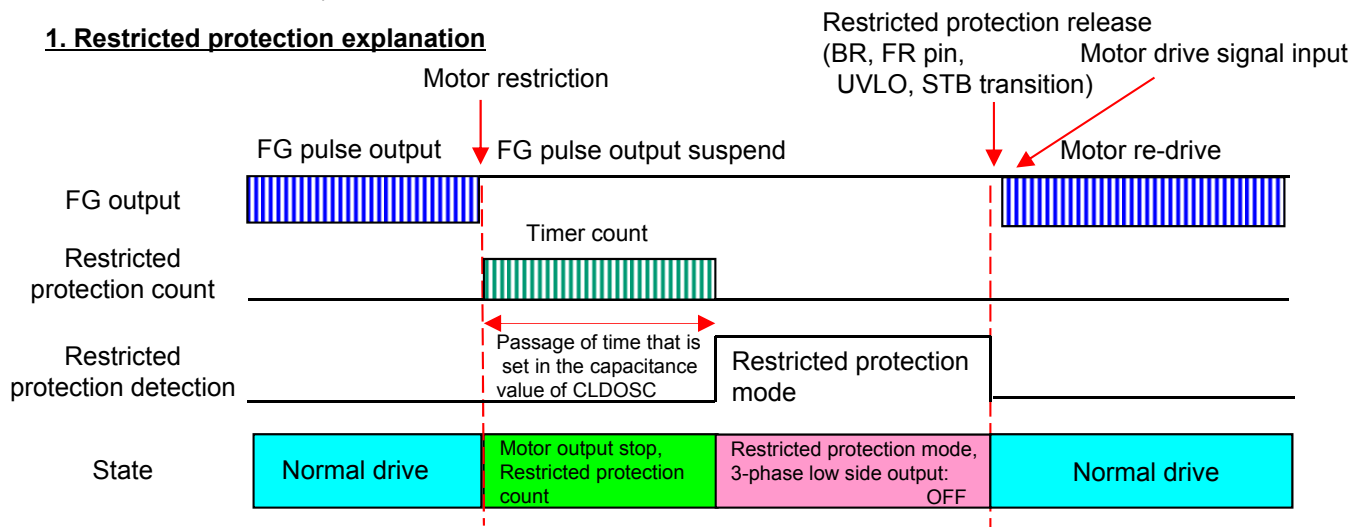 1. Restricted protection explanation
Restricted protection release
(BR, FR pin,
UVLO, STB transition)
Motor drive signal input
Motor restriction
FG pulse output
FG pulse output suspend
Motor re-drive
FG output
Timer count
Restricted
protection count
Passage of time that is
set in the capacitance
value of CLDOSC
Restricted
protection detection
Restricted protection
mode
State
Normal drive
Motor output stop,
Restricted protection
count
Restricted protection mode,
3-phase low side output:
OFF
Normal drive